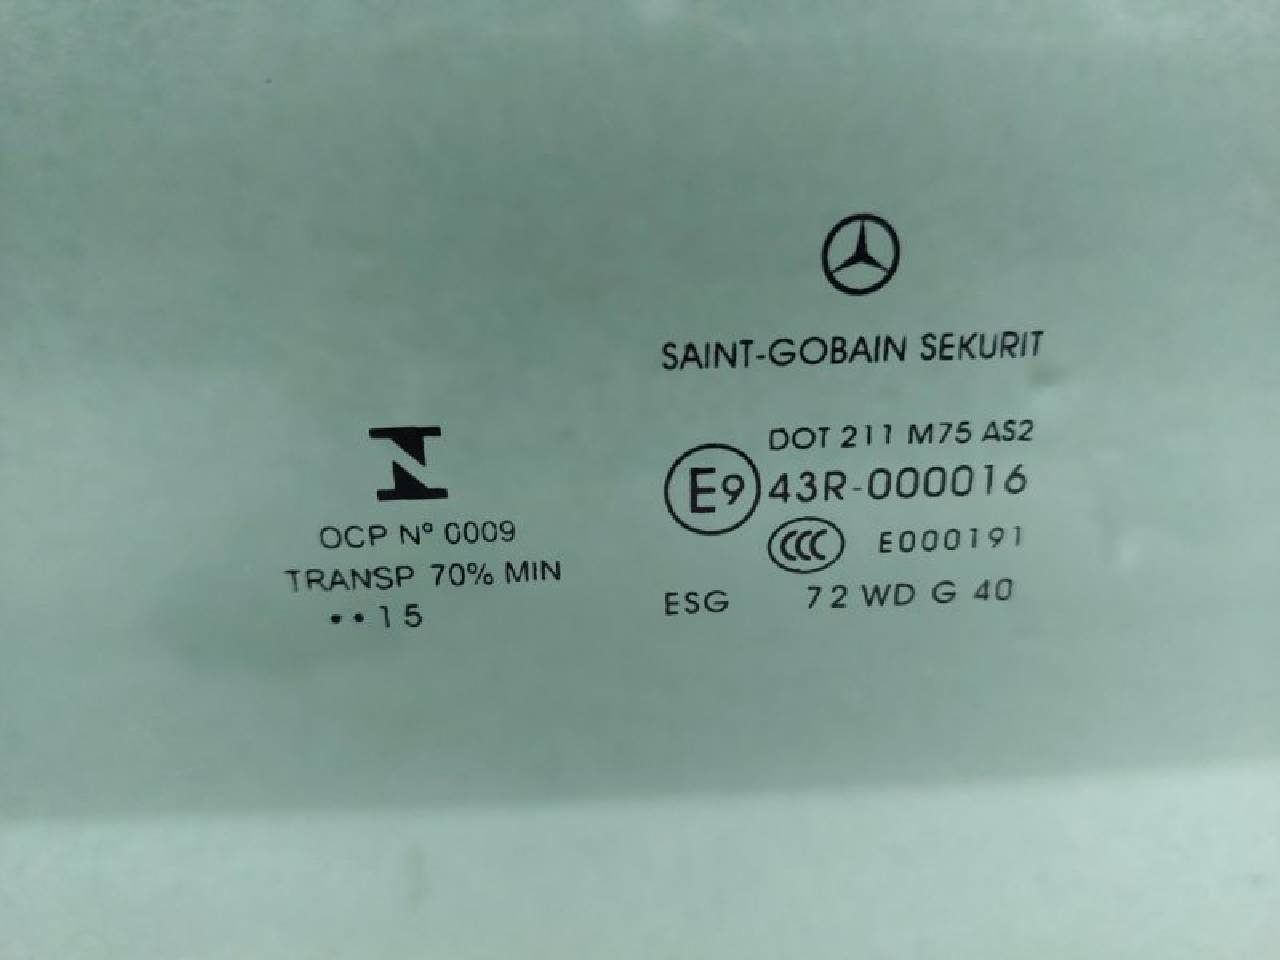 SAINT-GOBAIN SEKURIT
DOT 211 M75 AS2
E9 43R-000016
CCC E000191
ESG 72 WD G 40
OCP Nº 0009
TRANSP 70% MIN
••15